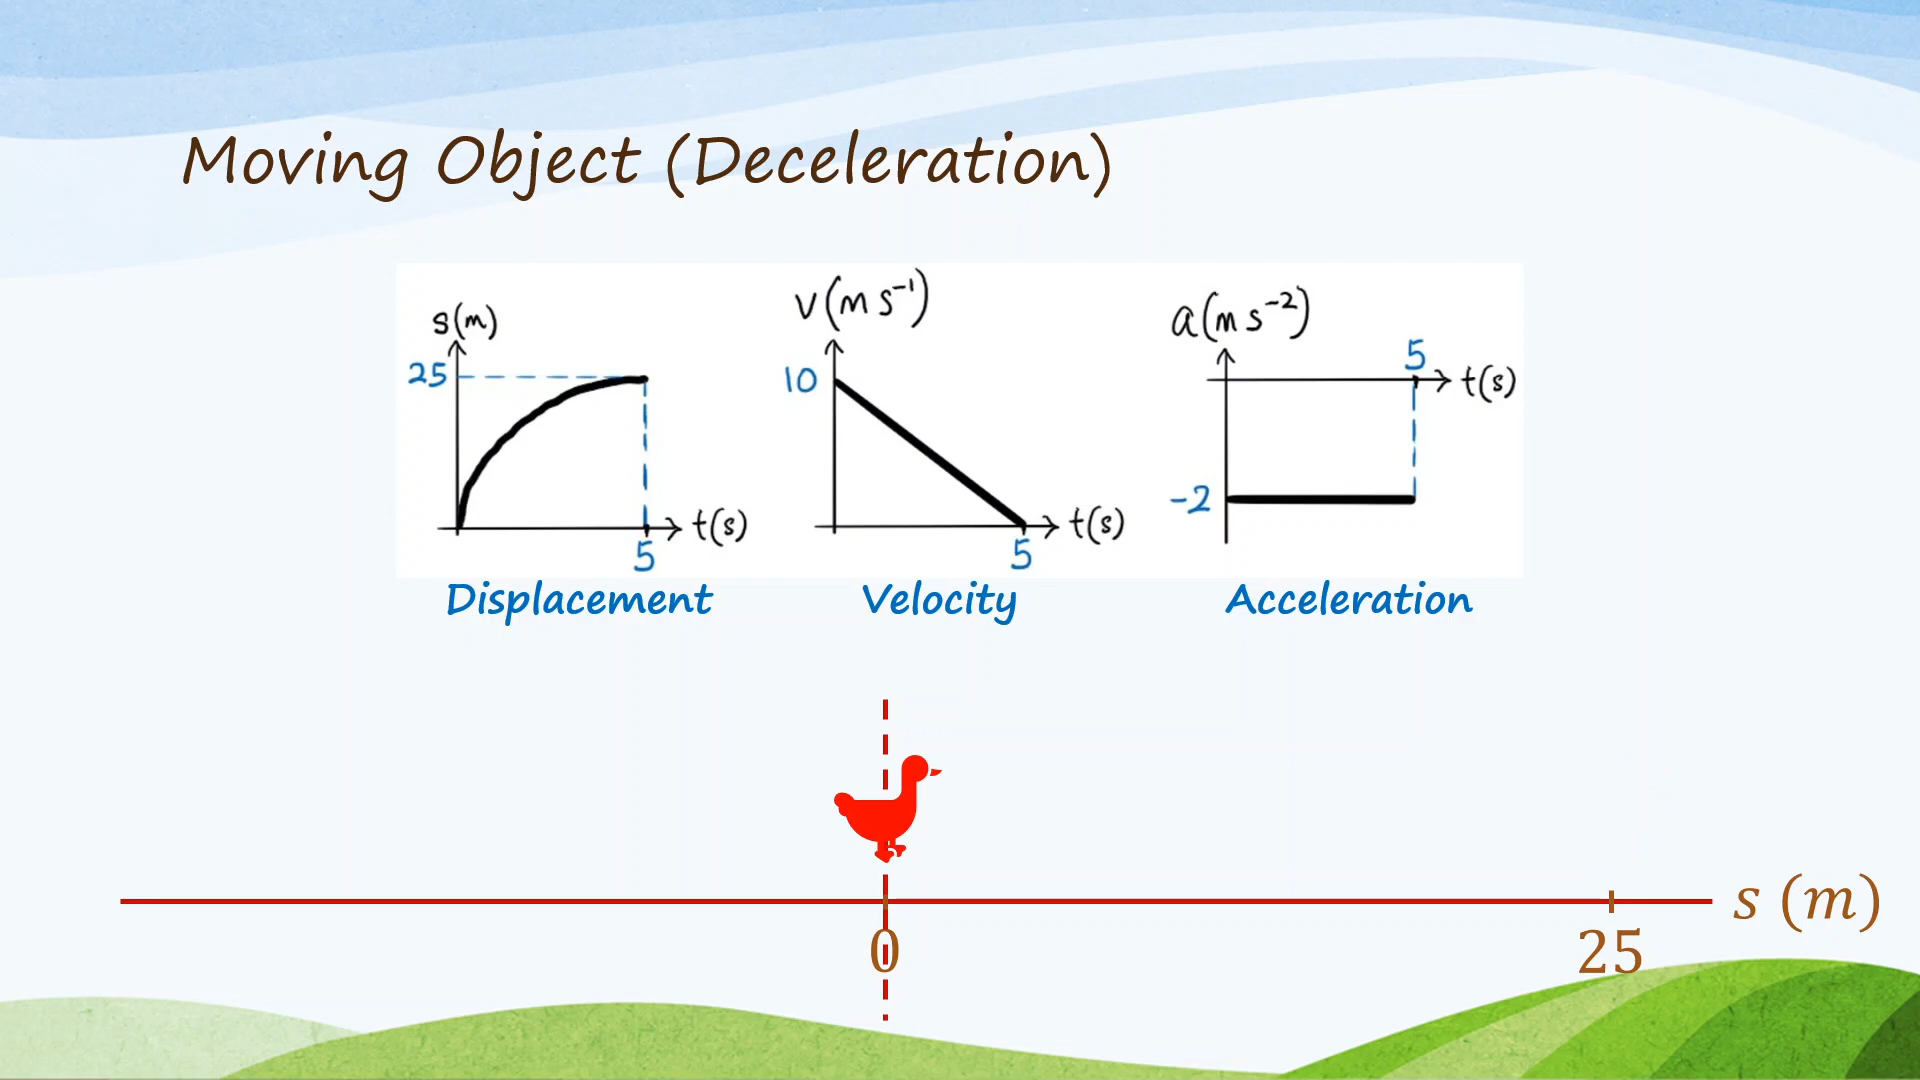 Moving Object (Deceleration)
s(m)
25
t(s)
5
v(m s⁻¹)
10
t(s)
5
a(m s⁻²)
5
t(s)
-2
Displacement
Velocity
Acceleration
s (m)
0
25